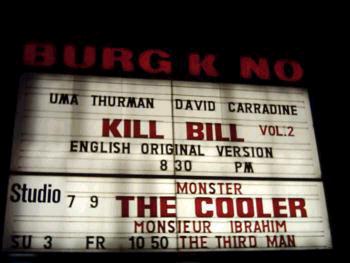 BURG K NO
UMA THURMAN DAVID CARRADINE
KILL BILL VOL.2
ENGLISH ORIGINAL VERSION
8 30 PM
MONSTER
Studio 7 9 THE COOLER
MONSIEUR IBRAHIM
SU 3 FR 10 50 THE THIRD MAN